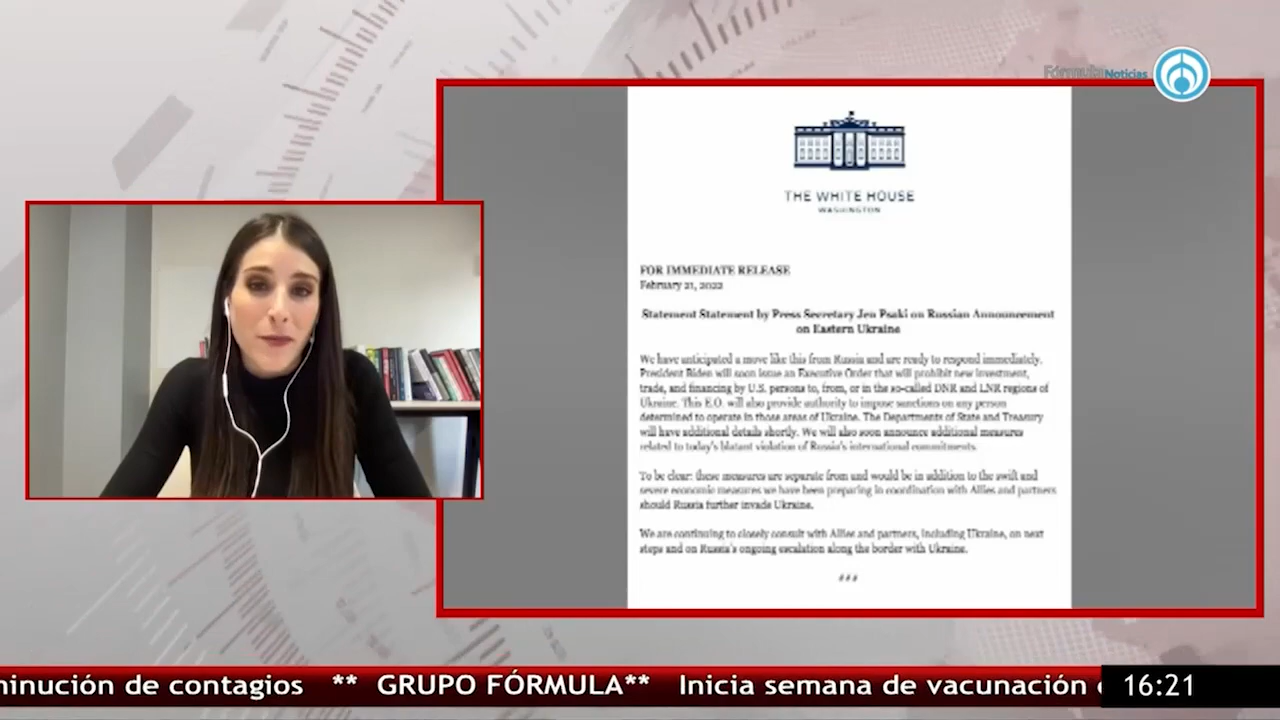 Fórmula Noticias
THE WHITE HOUSE
WASHINGTON
FOR IMMEDIATE RELEASE
February 21, 2022
Statement Statement by Press Secretary Jen Psaki on Russian Announcement
on Eastern Ukraine
We have anticipated a move like this from Russia and are ready to respond immediately.
President Biden will soon issue an Executive Order that will prohibit new investment,
trade, and financing by U.S. persons to, from, or in the so-called DNR and LNR regions of
Ukraine. This E.O. will also provide authority to impose sanctions on any person
determined to operate in those areas of Ukraine. The Departments of State and Treasury
will have additional details shortly. We will also soon announce additional measures
related to today's blatant violation of Russia's international commitments.
To be clear: these measures are separate from and would be in addition to the swift and
severe economic measures we have been preparing in coordination with Allies and partners
should Russia further invade Ukraine.
We are continuing to closely consult with Allies and partners, including Ukraine, on next
steps and on Russia's ongoing escalation along the border with Ukraine.
###
minución de contagios ** GRUPO FÓRMULA** Inicia semana de vacunación
16:21